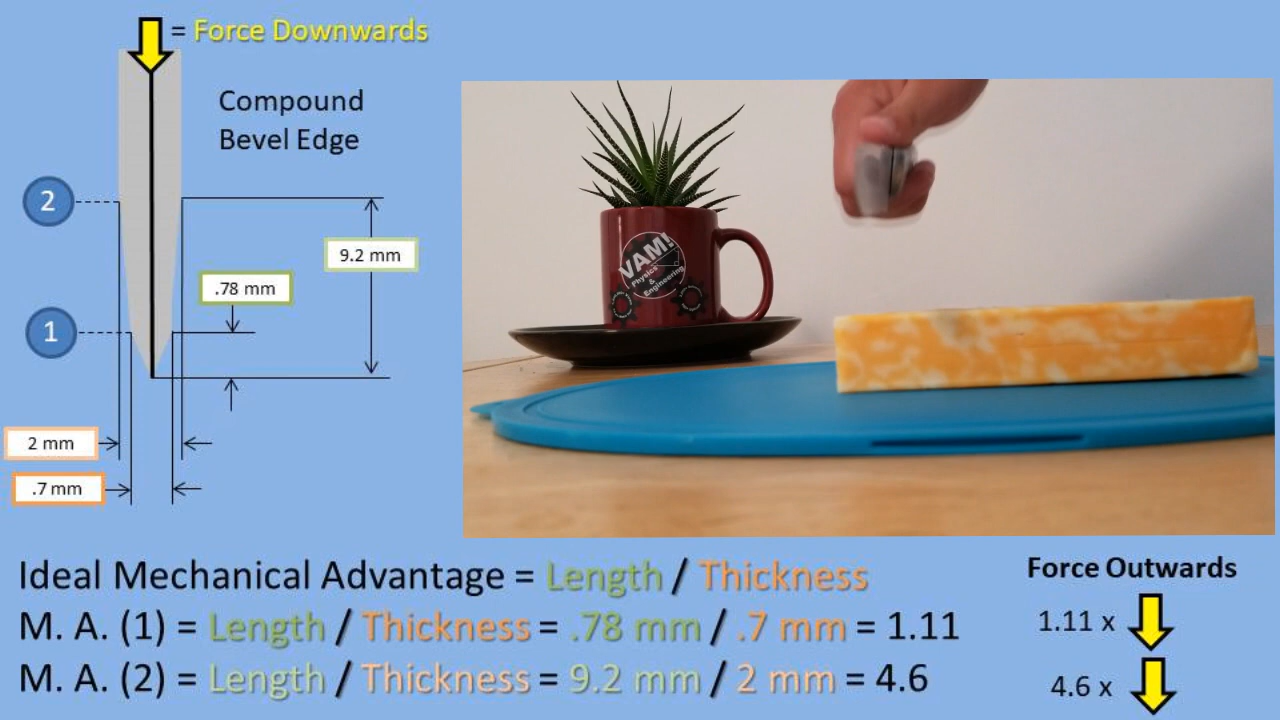 = Force Downwards
Compound
Bevel Edge
2
9.2 mm
.78 mm
1
2 mm
.7 mm
VAM!
Physics
&
Engineering
Ideal Mechanical Advantage = Length / Thickness
M. A. (1) = Length / Thickness = .78 mm / .7 mm = 1.11
M. A. (2) = Length / Thickness = 9.2 mm / 2 mm = 4.6
Force Outwards
1.11 x
4.6 x